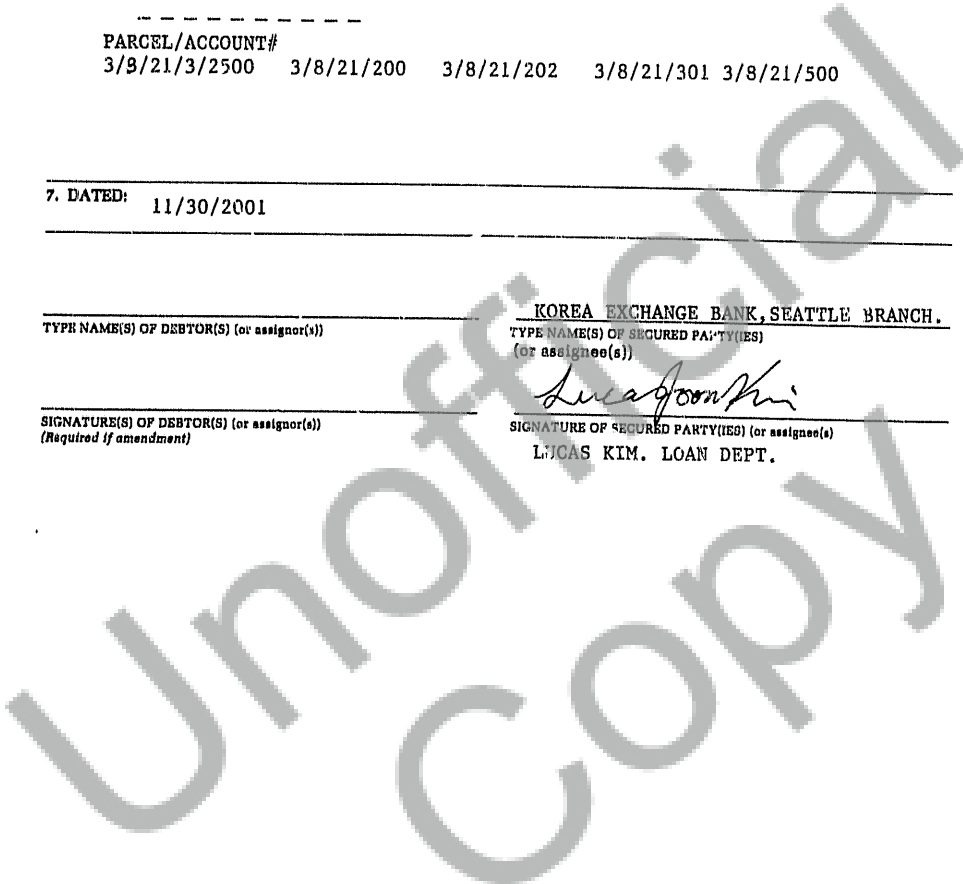 PARCEL/ACCOUNT#
3/8/21/3/2500 3/8/21/200 3/8/21/202 3/8/21/301 3/8/21/500
7. DATED: 11/30/2001
KOREA EXCHANGE BANK,SEATTLE BRANCH.
TYPE NAME(S) OF DEBTOR(S) (or assignor(s))
TYPE NAME(S) OF SECURED PARTY(IES)
(or assignee(s))
Lucas Joon Kim
SIGNATURE(S) OF DEBTOR(S) (or assignor(s))
(Required if amendment)
SIGNATURE OF SECURED PARTY(IES) (or assignee(s)
LUCAS KIM. LOAN DEPT.
Unofficial
Copy